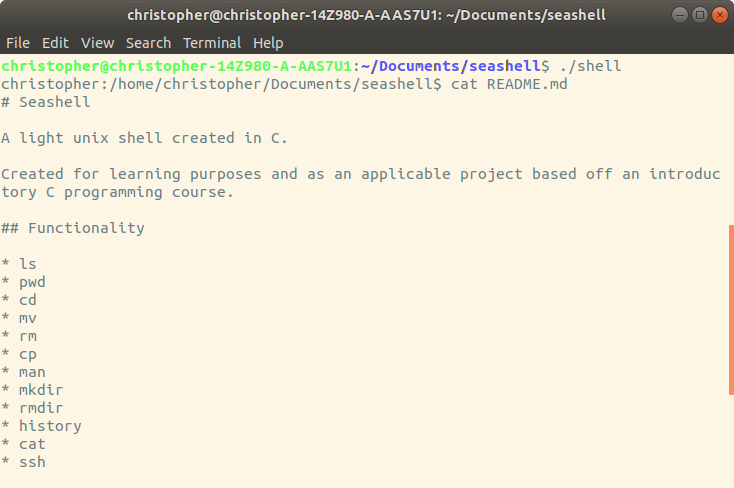 christopher@christopher-14Z980-A-AAS7U1: ~/Documents/seashell
File Edit View Search Terminal Help
christopher@christopher-14Z980-A-AAS7U1:~/Documents/seashell$ ./shell
christopher:/home/christopher/Documents/seashell$ cat README.md
# Seashell
A light unix shell created in C.
Created for learning purposes and as an applicable project based off an introduc
tory C programming course.
## Functionality
* ls
* pwd
* cd
* mv
* rm
* cp
* man
* mkdir
* rmdir
* history
* cat
* ssh